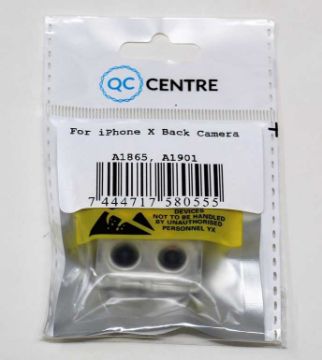 QC CENTRE
For iPhone X Back Camera
A1865, A1901
7 444717 580555
DEVICES
NOT TO BE HANDLED
BY UNAUTHORISED
PERSONNEL YX